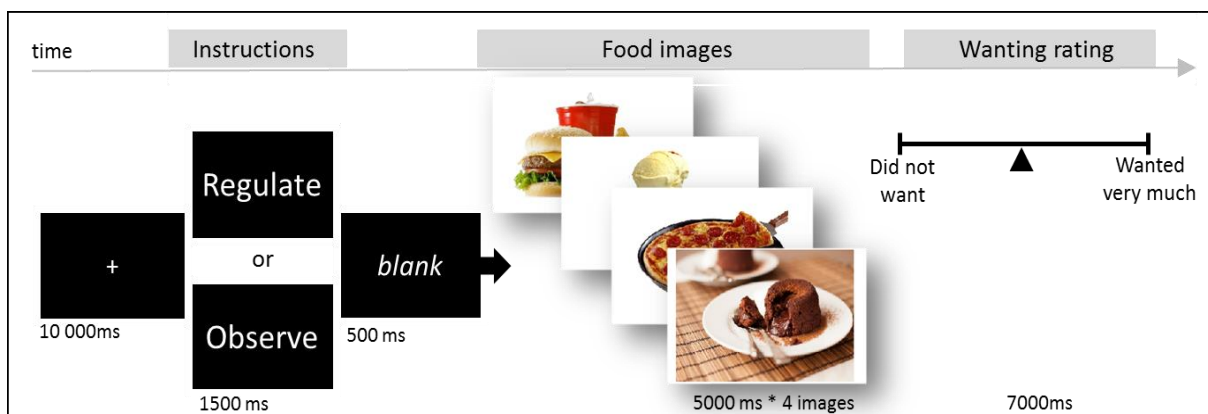 time
Instructions
Food images
Wanting rating
+
Regulate
or
Observe
blank
Did not
want
Wanted
very much
10 000ms
1500 ms
500 ms
5000 ms * 4 images
7000ms